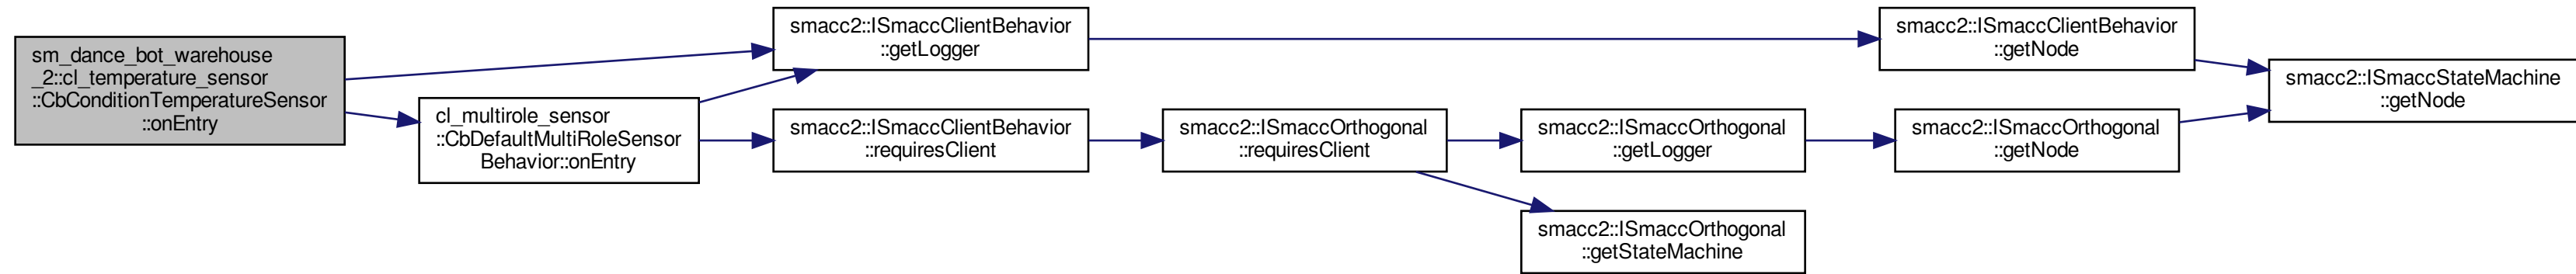 sm_dance_bot_warehouse
_2::cl_temperature_sensor
::CbConditionTemperatureSensor
::onEntry
smacc2::ISmaccClientBehavior
::getLogger
cl_multirole_sensor
::CbDefaultMultiRoleSensor
Behavior::onEntry
smacc2::ISmaccClientBehavior
::requiresClient
smacc2::ISmaccOrthogonal
::requiresClient
smacc2::ISmaccOrthogonal
::getLogger
smacc2::ISmaccOrthogonal
::getStateMachine
smacc2::ISmaccClientBehavior
::getNode
smacc2::ISmaccOrthogonal
::getNode
smacc2::ISmaccStateMachine
::getNode